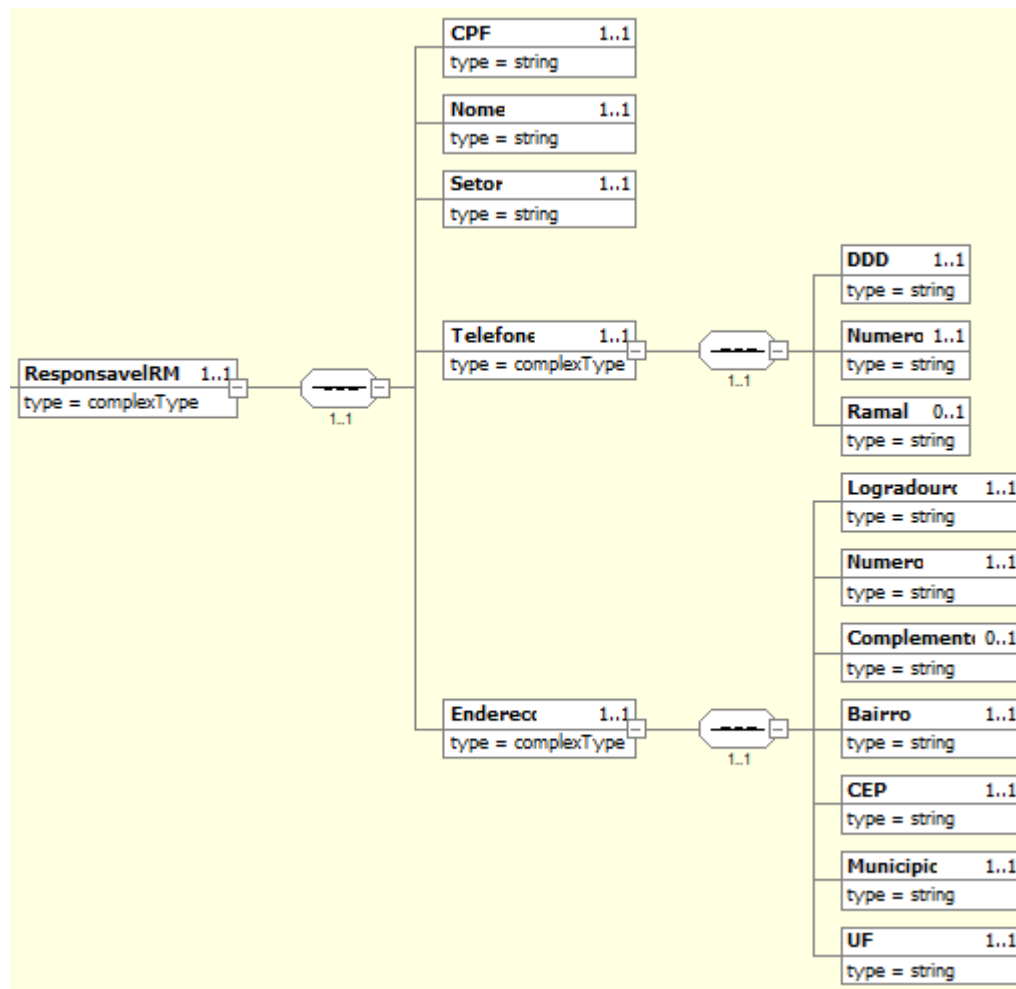 CPF 1..1
type = string
Nome 1..1
type = string
Setor 1..1
type = string
DDD 1..1
type = string
Telefone 1..1
type = complexType
1..1
Numero 1..1
type = string
Ramal 0..1
type = string
ResponsavelRM 1..1
type = complexType
1..1
Logradouro 1..1
type = string
Numero 1..1
type = string
Complemento 0..1
type = string
Endereco 1..1
type = complexType
1..1
Bairro 1..1
type = string
CEP 1..1
type = string
Municipio 1..1
type = string
UF 1..1
type = string